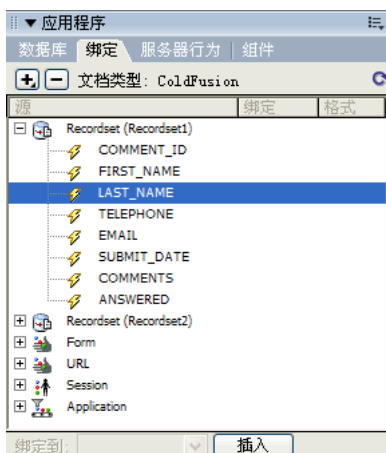 应用程序
数据库 绑定 服务器行为 组件
文档类型: ColdFusion
源 绑定 格式
Recordset (Recordset1)
COMMENT_ID
FIRST_NAME
LAST_NAME
TELEPHONE
EMAIL
SUBMIT_DATE
COMMENTS
ANSWERED
Recordset (Recordset2)
Form
URL
Session
Application
绑定到: 插入